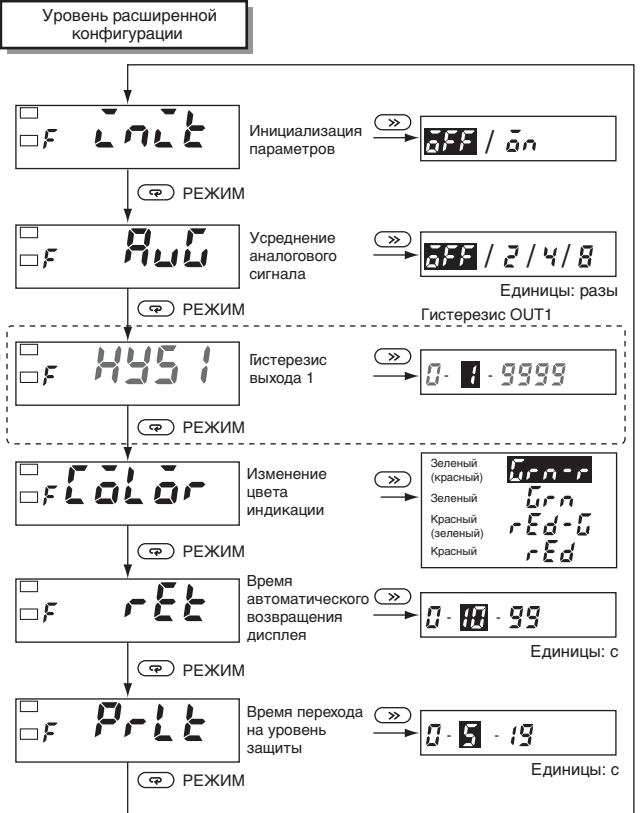 Уровень расширенной
конфигурации
F init
Инициализация
параметров
oFF / on
РЕЖИМ
F AvG
Усреднение
аналогового
сигнала
oFF / 2 / 4 / 8
Единицы: разы
РЕЖИМ
Гистерезис OUT1
F HYS1
Гистерезис
выхода 1
0 - 1 - 9999
РЕЖИМ
F CoLor
Изменение
цвета
индикации
Зеленый
(красный)
Grn-r
Зеленый
Grn
Красный
(зеленый)
rEd-G
Красный
rEd
РЕЖИМ
F rEt
Время
автоматического
возвращения
дисплея
0 - 10 - 99
Единицы: с
РЕЖИМ
F PrLt
Время перехода
на уровень
защиты
0 - 5 - 19
Единицы: с
РЕЖИМ